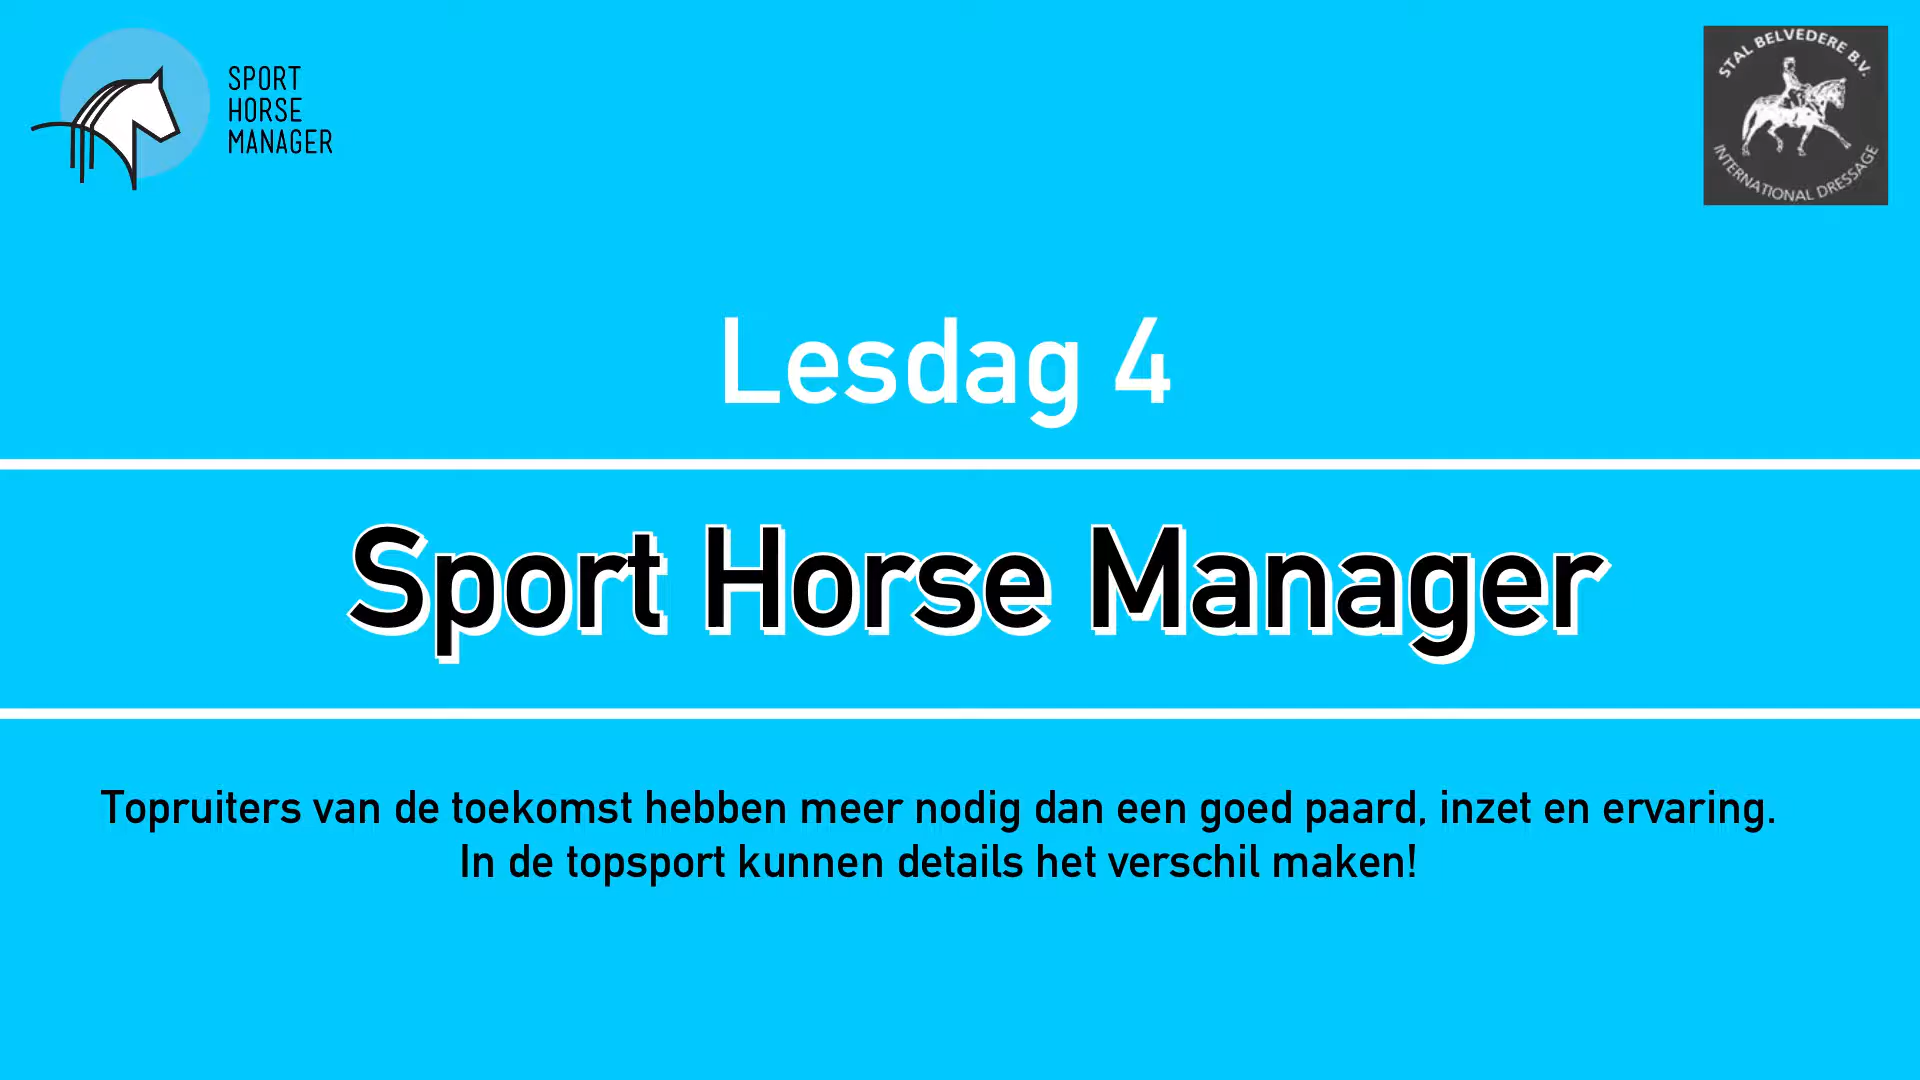 SPORT
HORSE
MANAGER
STAL BELVEDERE B.V.
INTERNATIONAL DRESSAGE
Lesdag 4
Sport Horse Manager
Topruiters van de toekomst hebben meer nodig dan een goed paard, inzet en ervaring.
In de topsport kunnen details het verschil maken!